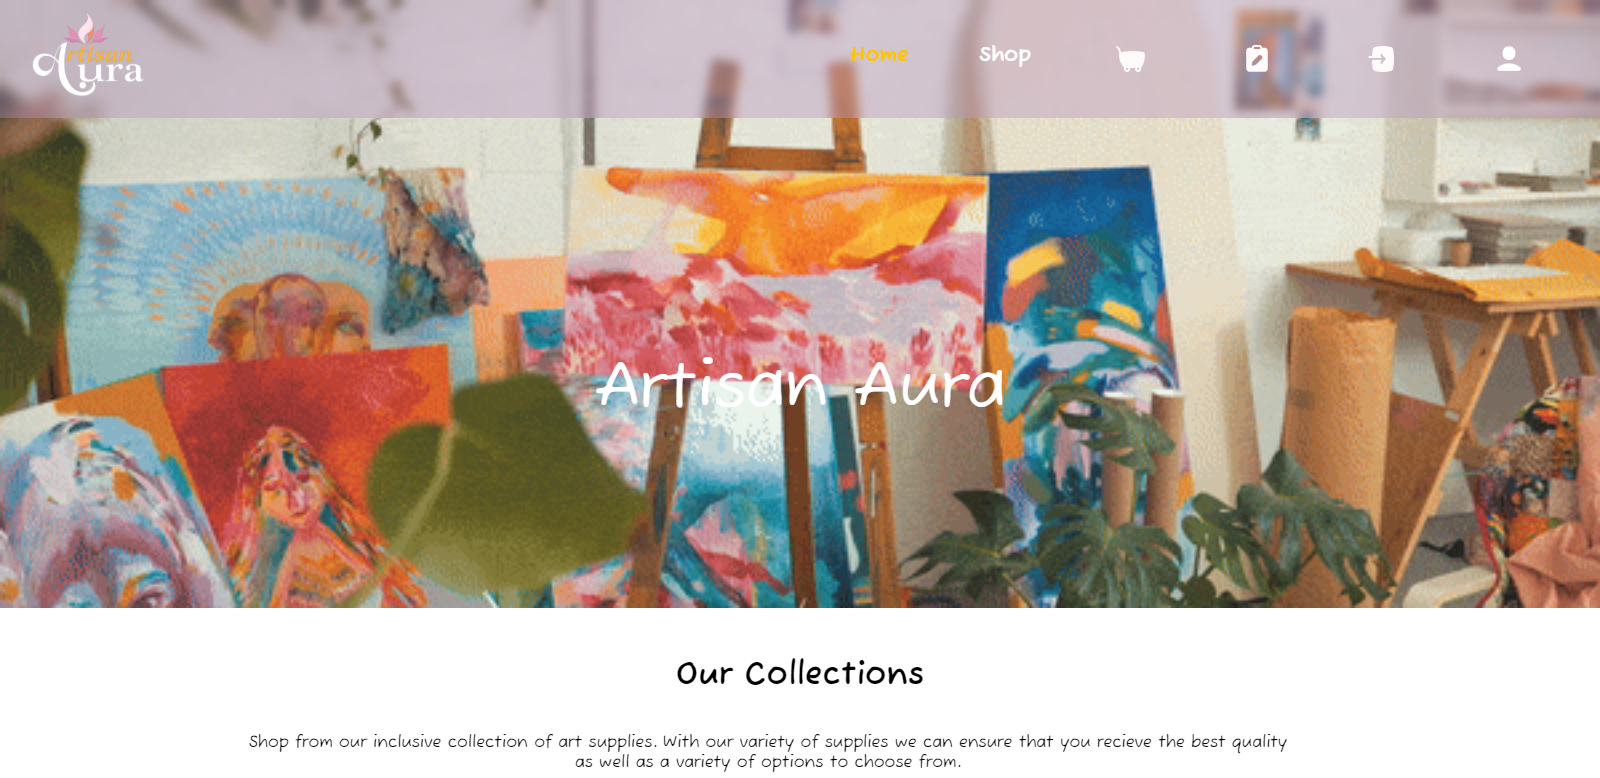 Artisan
Aura
Home
Shop
Artisan Aura
Our Collections
Shop from our inclusive collection of art supplies. With our variety of supplies we can ensure that you recieve the best quality
as well as a variety of options to choose from.